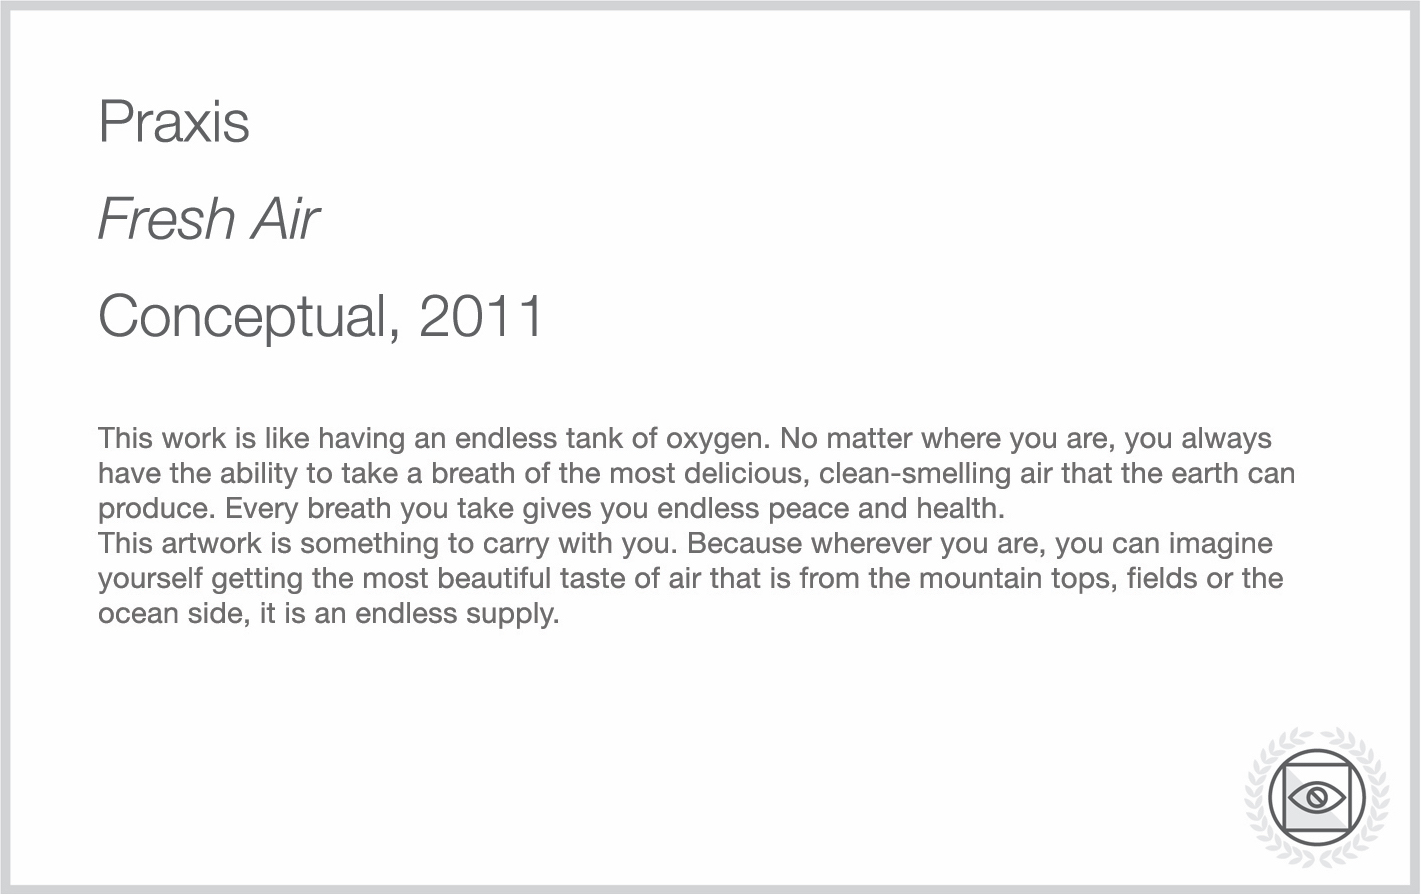 Praxis
Fresh Air
Conceptual, 2011
This work is like having an endless tank of oxygen. No matter where you are, you always
have the ability to take a breath of the most delicious, clean-smelling air that the earth can
produce. Every breath you take gives you endless peace and health.
This artwork is something to carry with you. Because wherever you are, you can imagine
yourself getting the most beautiful taste of air that is from the mountain tops, fields or the
ocean side, it is an endless supply.